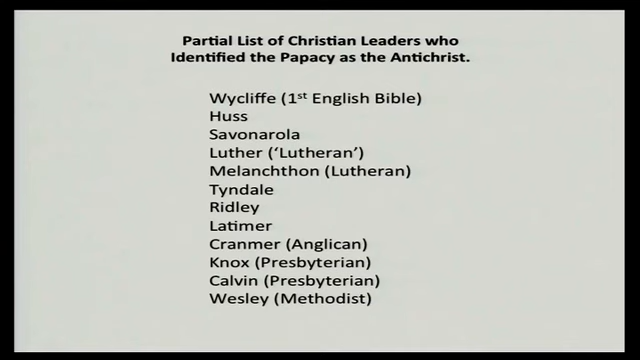 Partial List of Christian Leaders who
Identified the Papacy as the Antichrist.
Wycliffe (1st English Bible)
Huss
Savonarola
Luther (‘Lutheran’)
Melanchthon (Lutheran)
Tyndale
Ridley
Latimer
Cranmer (Anglican)
Knox (Presbyterian)
Calvin (Presbyterian)
Wesley (Methodist)